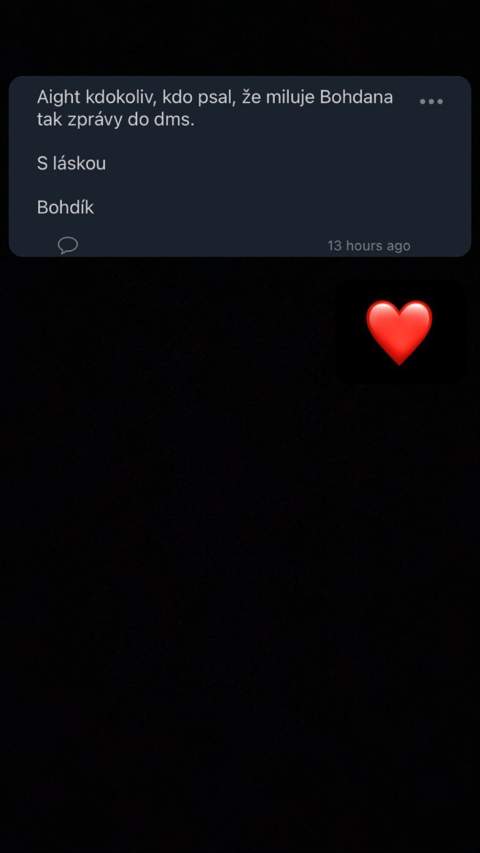 Aight kdokoliv, kdo psal, že miluje Bohdana
tak zprávy do dms.
S láskou
Bohdík
13 hours ago